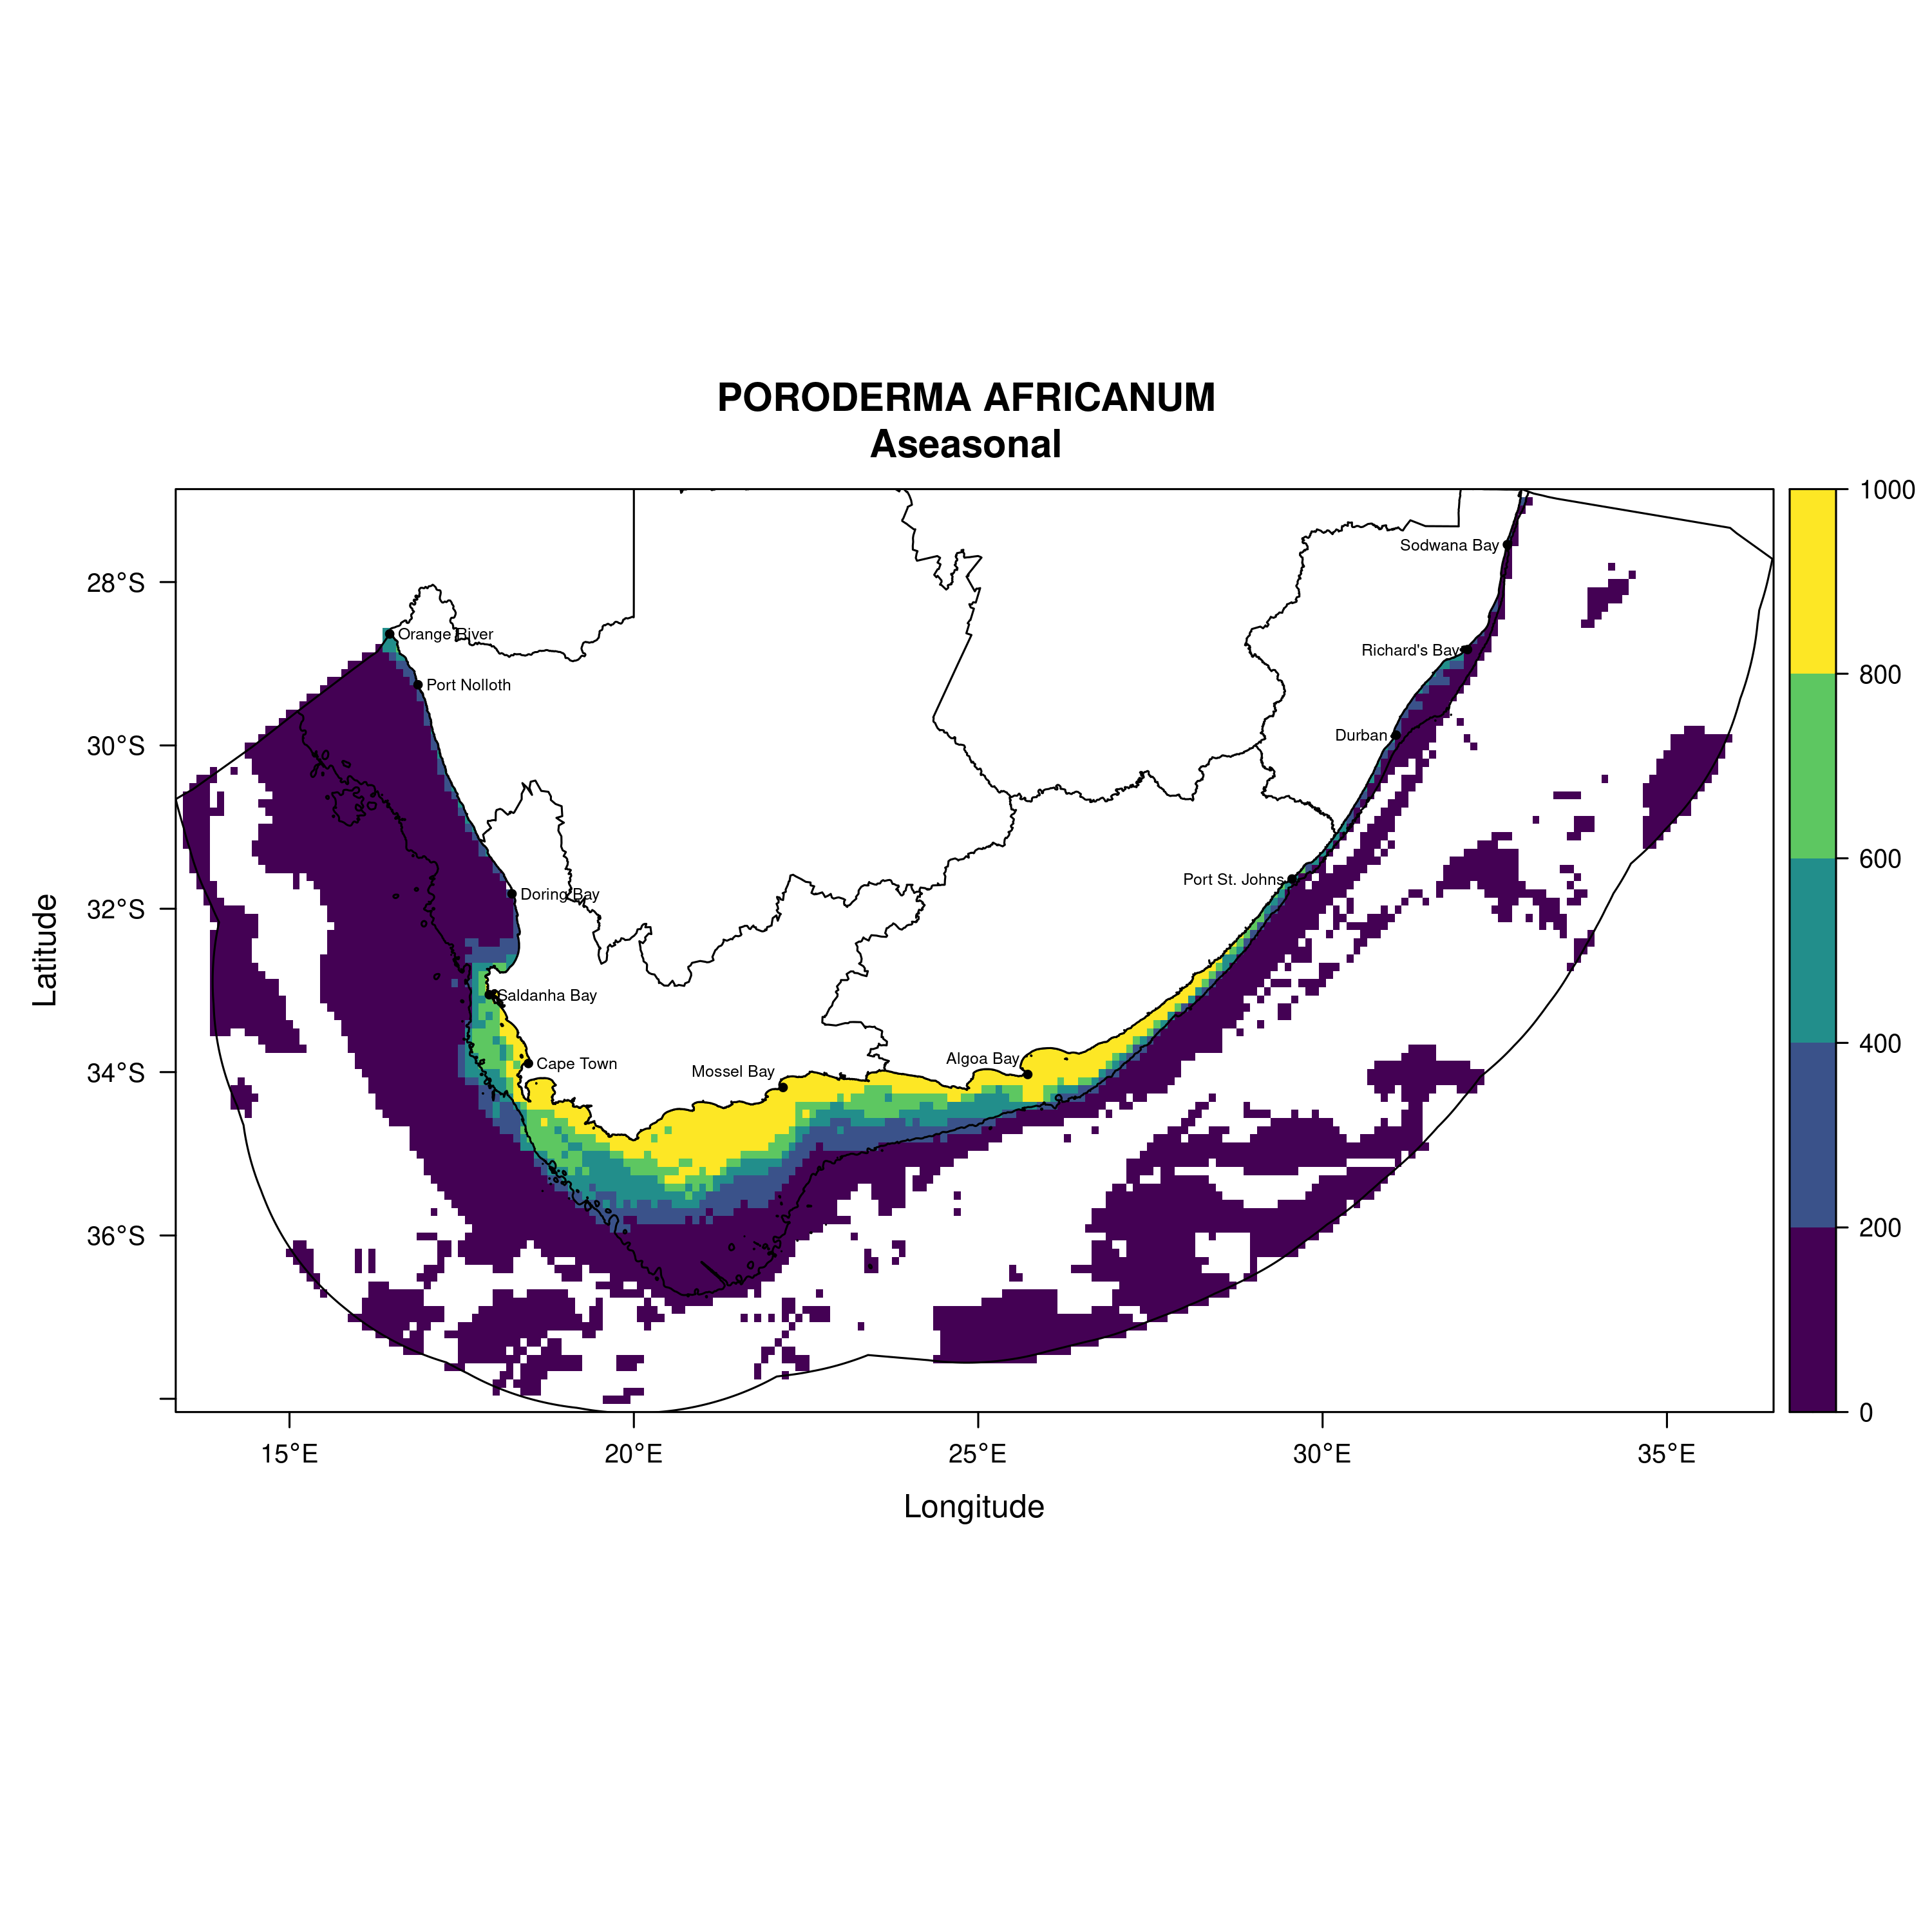 PORODERMA AFRICANUM
Aseasonal
1000
800
600
400
200
0
28°S
30°S
32°S
34°S
36°S
Latitude
Sodwana Bay
Orange River
Richard's Bay
Port Nolloth
Durban
Port St. Johns
Doring Bay
Saldanha Bay
Cape Town
Mossel Bay
Algoa Bay
15°E
20°E
25°E
30°E
35°E
Longitude